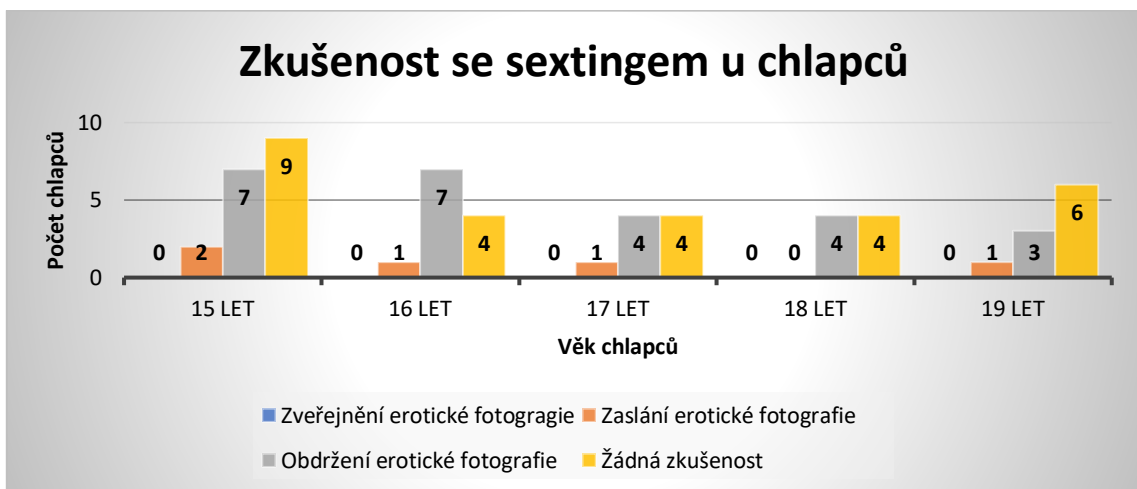 Zkušenost se sextingem u chlapců
Počet chlapců
10
5
0
0 2 7 9
0 1 7 4
0 1 4 4
0 0 4 4
0 1 3 6
15 LET 16 LET 17 LET 18 LET 19 LET
Věk chlapců
Zveřejnění erotické fotogragie Zaslání erotické fotografie
Obdržení erotické fotografie Žádná zkušenost